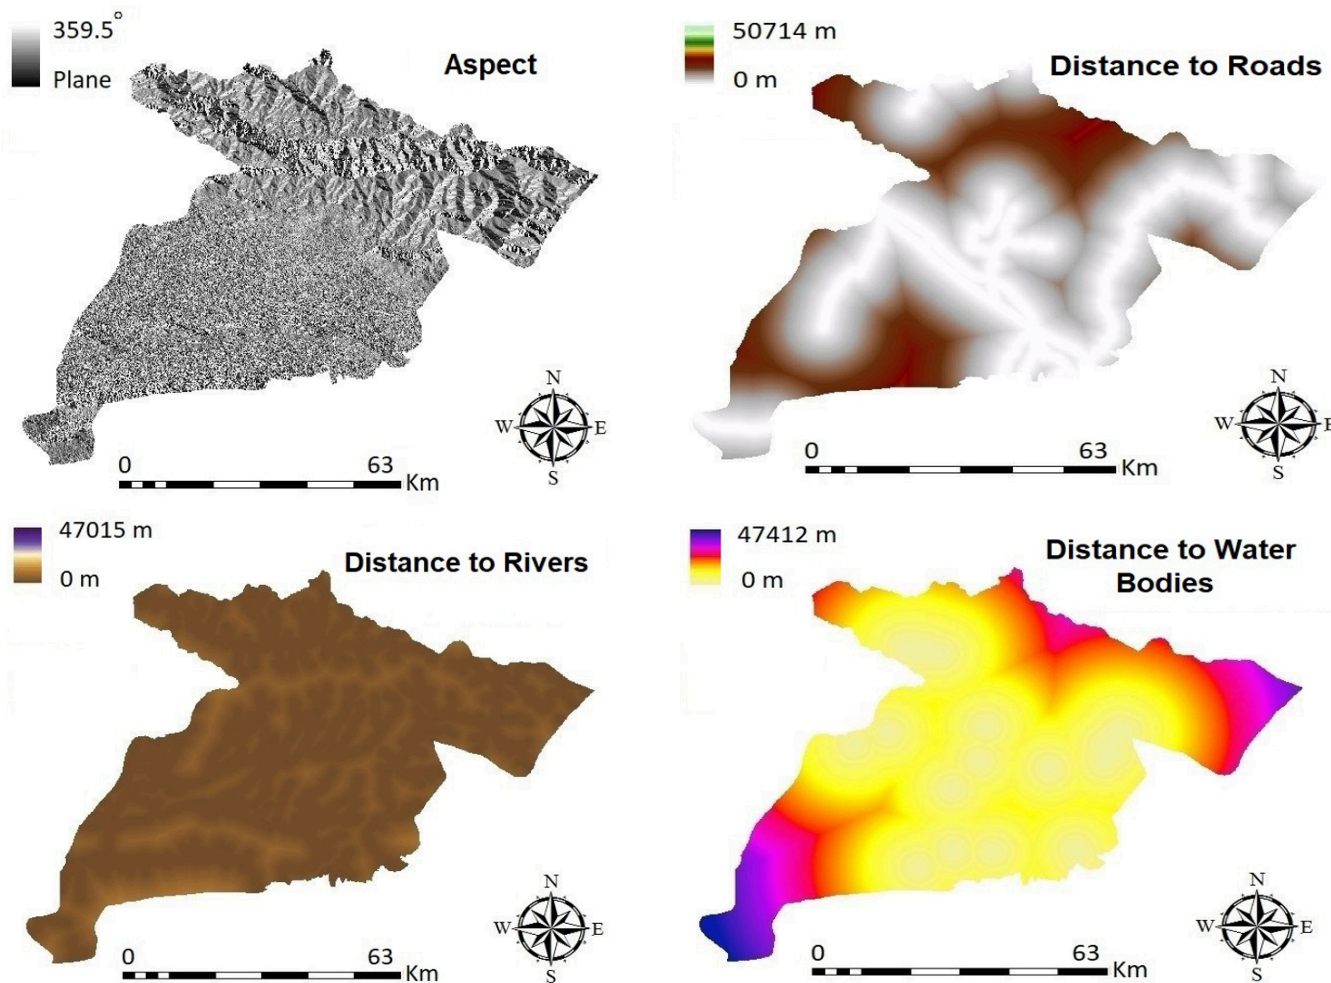 359.5°
Plane
Aspect
N
W E
S
0 63
Km
50714 m
0 m
Distance to Roads
N
W E
S
0 63
Km
47015 m
0 m
Distance to Rivers
N
W E
S
0 63
Km
47412 m
0 m
Distance to Water
Bodies
N
W E
S
0 63
Km